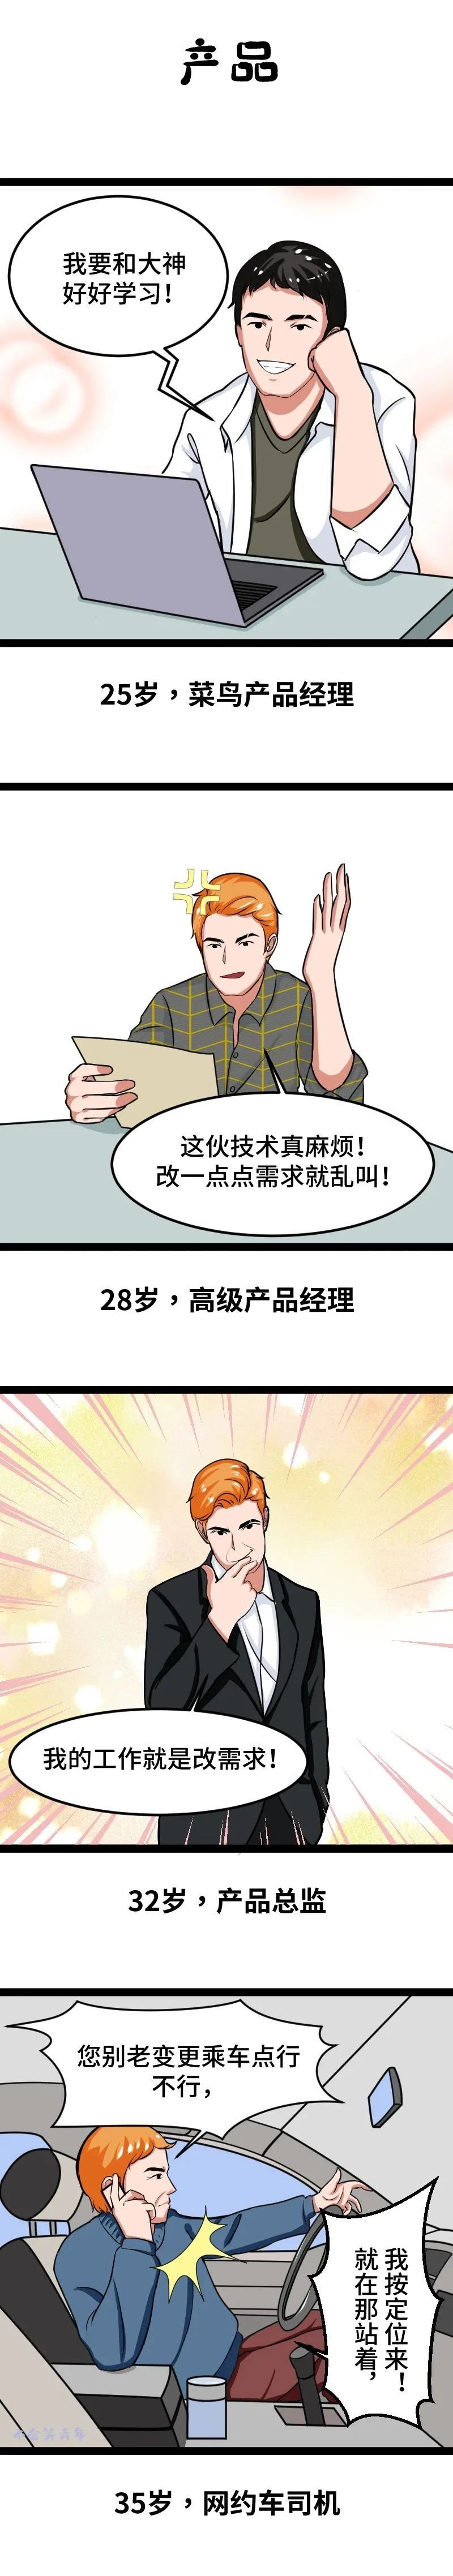 产品
我要和大神
好好学习！
25岁，菜鸟产品经理
这伙技术真麻烦！
改一点点需求就乱叫！
28岁，高级产品经理
我的工作就是改需求！
32岁，产品总监
您别老变更乘车点行
不行，
我按定位来！
就在那站着，
35岁，网约车司机